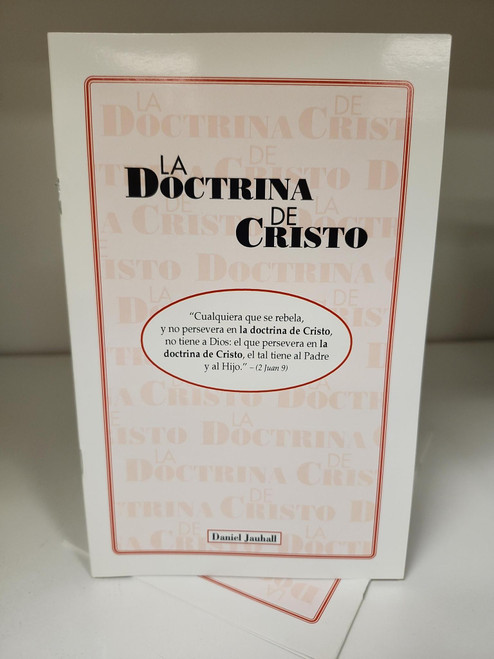 LA
DOCTRINA
DE
CRISTO
“Cualquiera que se rebela,
y no persevera en la doctrina de Cristo,
no tiene a Dios: el que persevera en la
doctrina de Cristo, el tal tiene al Padre
y al Hijo.” – (2 Juan 9)
Daniel Jauhall